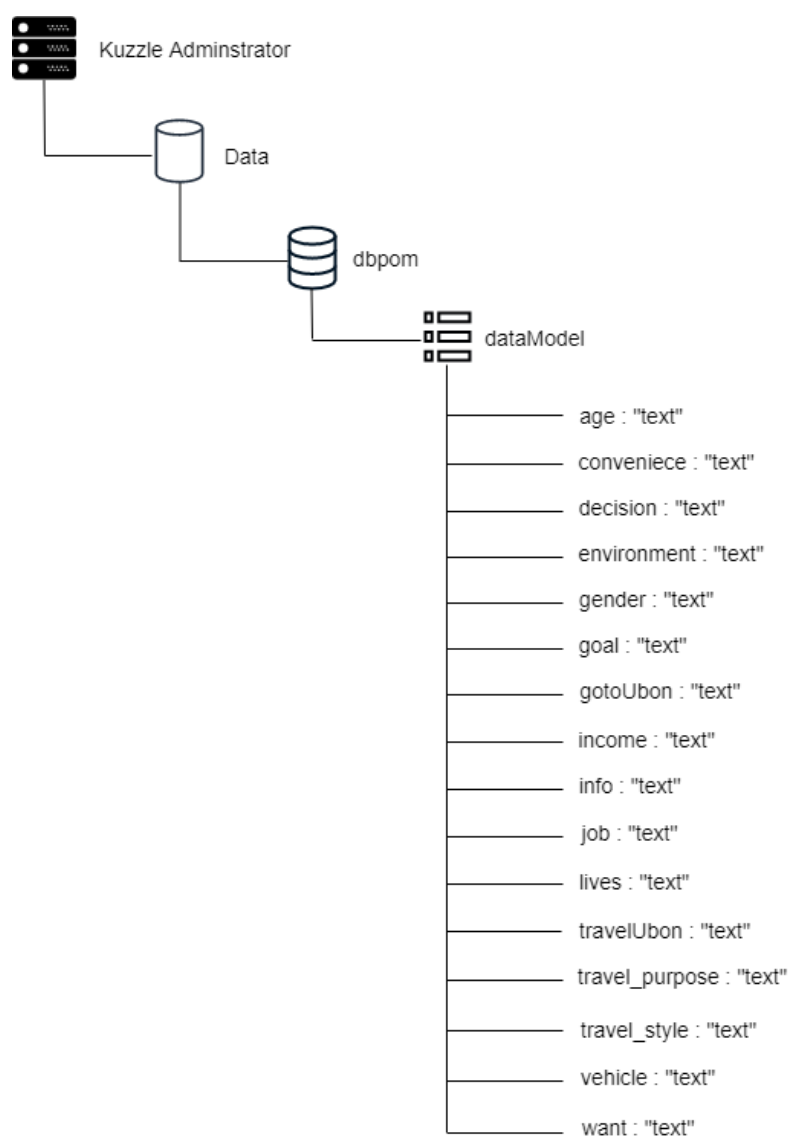 Kuzzle Adminstrator
Data
dbpom
dataModel
age : "text"
conveniece : "text"
decision : "text"
environment : "text"
gender : "text"
goal : "text"
gotoUbon : "text"
income : "text"
info : "text"
job : "text"
lives : "text"
travelUbon : "text"
travel_purpose : "text"
travel_style : "text"
vehicle : "text"
want : "text"